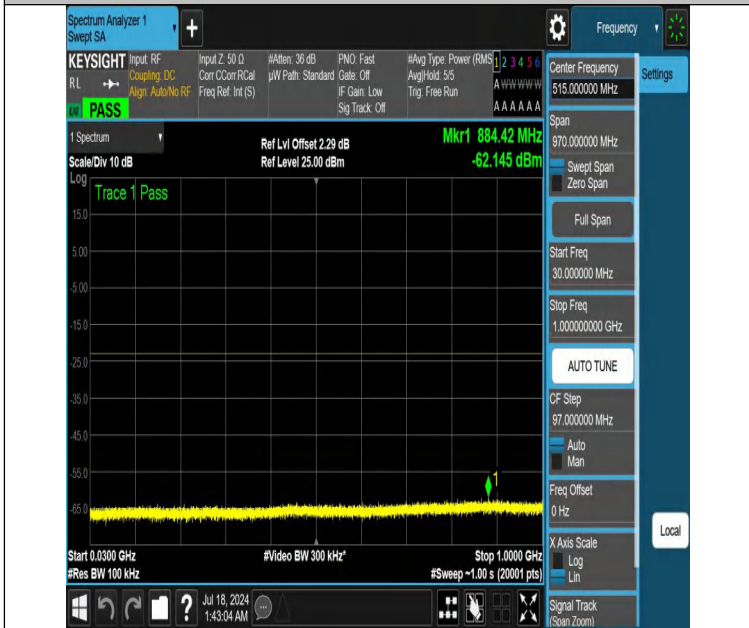 Spectrum Analyzer 1
Swept SA
+
Frequency
KEYSIGHT
RL
PASS
Input: RF
Coupling: DC
Align: Auto/No RF
Input Z: 50 Ω
Corr CCorr RCal
Freq Ref: Int (S)
#Atten: 36 dB
µW Path: Standard
PNO: Fast
Gate: Off
IF Gain: Low
Sig Track: Off
#Avg Type: Power (RMS
Avg|Hold: 5/5
Trig: Free Run
1 2 3 4 5 6
A W W W W W
A A A A A A
1 Spectrum
Scale/Div 10 dB
Ref Lvl Offset 2.29 dB
Ref Level 25.00 dBm
Mkr1 884.42 MHz
-62.145 dBm
Log
Trace 1 Pass
15.0
5.00
-5.00
-15.0
-25.0
-35.0
-45.0
-55.0
-65.0
1
Start 0.0300 GHz
#Res BW 100 kHz
#Video BW 300 kHz*
Stop 1.0000 GHz
#Sweep ~1.00 s (20001 pts)
?
Jul 18, 2024
1:43:04 AM
Center Frequency
515.000000 MHz
Settings
Span
970.000000 MHz
Swept Span
Zero Span
Full Span
Start Freq
30.000000 MHz
Stop Freq
1.000000000 GHz
AUTO TUNE
CF Step
97.000000 MHz
Auto
Man
Freq Offset
0 Hz
X Axis Scale
Log
Lin
Local
Signal Track
(Span Zoom)